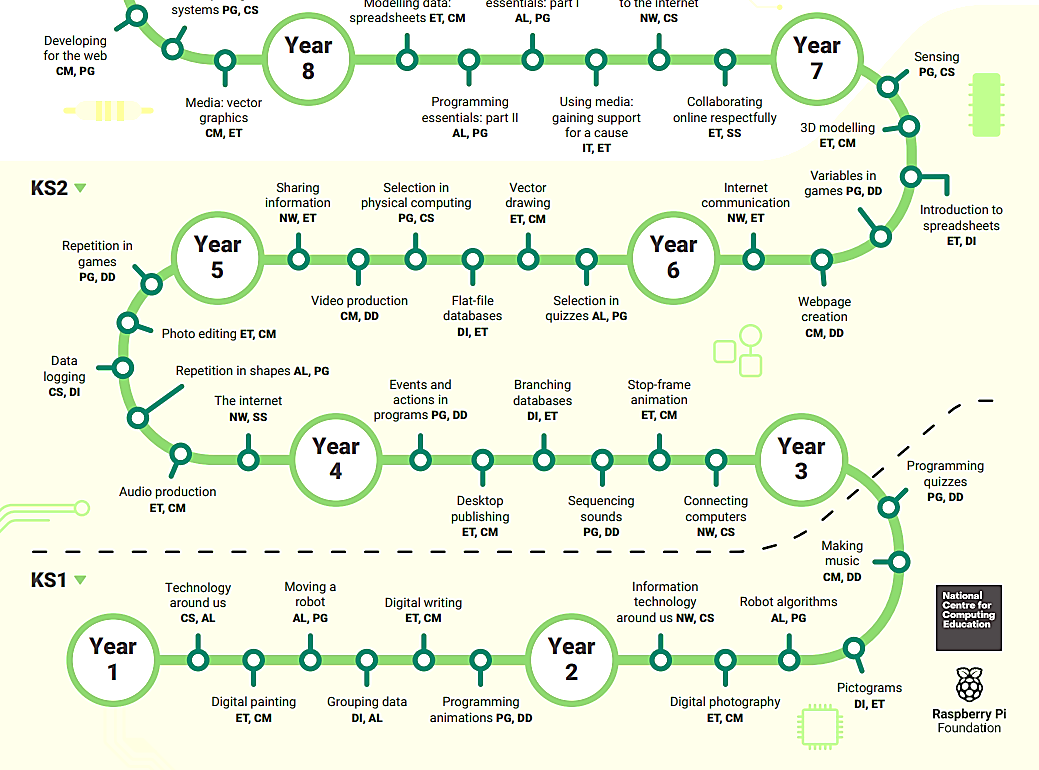 systems PG, CS
Modelling data:
spreadsheets ET, CM
essentials: part I
AL, PG
to the internet
NW, CS
Developing
for the web
CM, PG
Year
8
Year
7
Sensing
PG, CS
Media: vector
graphics
CM, ET
Programming
essentials: part II
AL, PG
Using media:
gaining support
for a cause
IT, ET
Collaborating
online respectfully
ET, SS
3D modelling
ET, CM
KS2
Variables in
games PG, DD
Introduction to
spreadsheets
ET, DI
Sharing
information
NW, ET
Selection in
physical computing
PG, CS
Vector
drawing
ET, CM
Internet
communication
NW, ET
Repetition in
games
PG, DD
Year
5
Year
6
Video production
CM, DD
Flat-file
databases
DI, ET
Selection in
quizzes AL, PG
Webpage
creation
CM, DD
Photo editing ET, CM
Data
logging
CS, DI
Repetition in shapes AL, PG
The internet
NW, SS
Events and
actions in
programs PG, DD
Branching
databases
DI, ET
Stop-frame
animation
ET, CM
Year
4
Year
3
Programming
quizzes
PG, DD
Audio production
ET, CM
Desktop
publishing
ET, CM
Sequencing
sounds
PG, DD
Connecting
computers
NW, CS
Making
music
CM, DD
KS1
Technology
around us
CS, AL
Moving a
robot
AL, PG
Digital writing
ET, CM
Information
technology
around us NW, CS
Robot algorithms
AL, PG
National
Centre for
Computing
Education
Year
1
Year
2
Digital painting
ET, CM
Grouping data
DI, AL
Programming
animations PG, DD
Digital photography
ET, CM
Pictograms
DI, ET
Raspberry Pi
Foundation